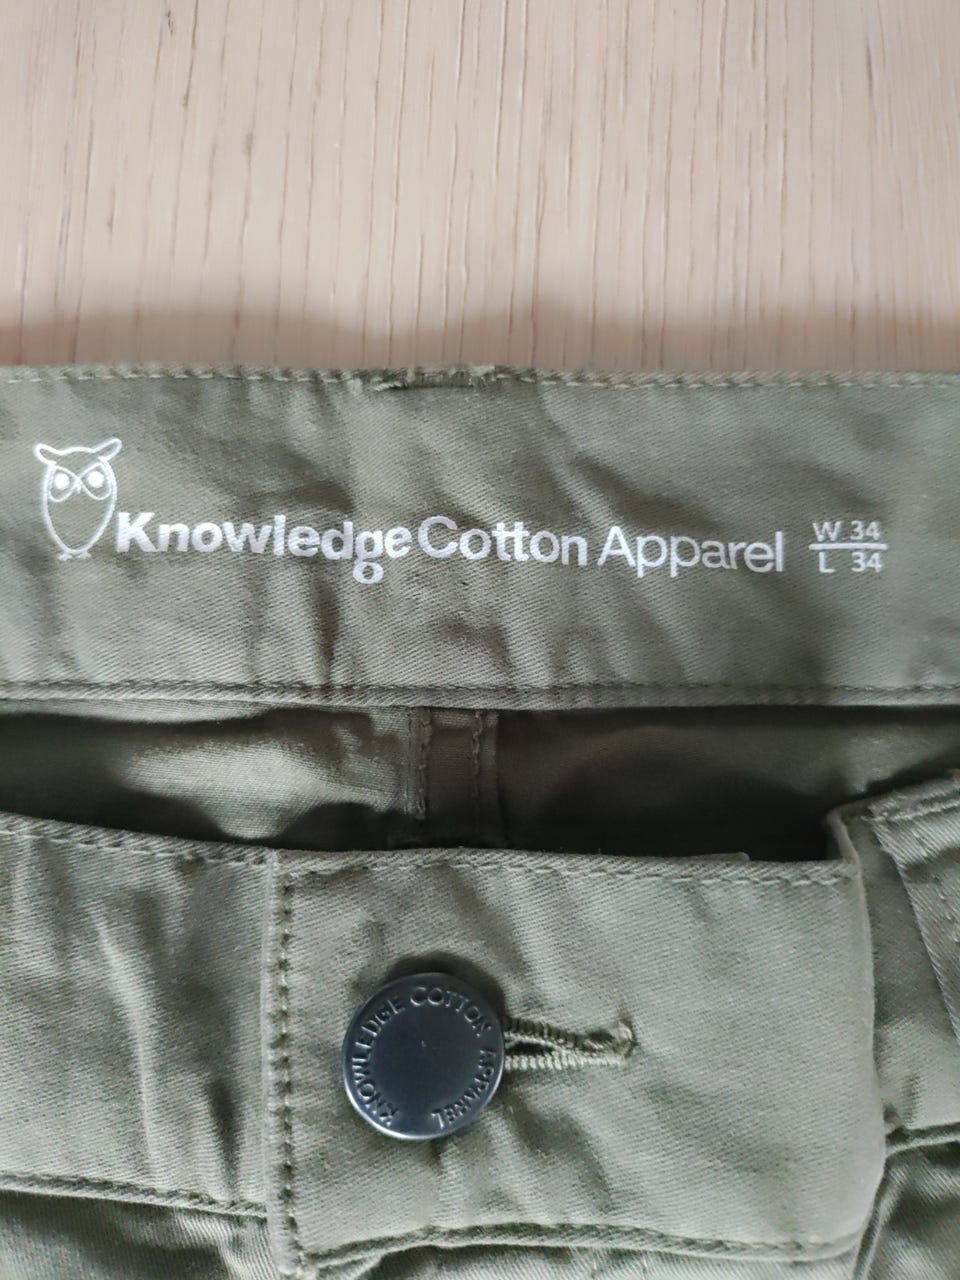 Knowledge Cotton Apparel W 34
L 34
KNOWLEDGE COTTON APPAREL